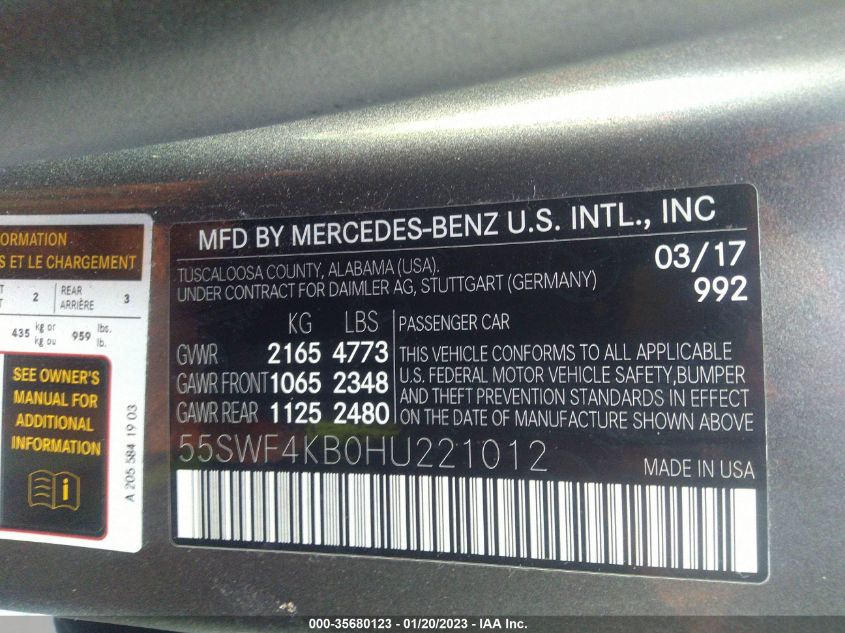 ORMATION
S ET LE CHARGEMENT
2 REAR ARRIÈRE 3
435 kg or kg ou 959 lbs. lb.
SEE OWNER'S
MANUAL FOR
ADDITIONAL
INFORMATION
A 205 584 19 03
MFD BY MERCEDES-BENZ U.S. INTL., INC
TUSCALOOSA COUNTY, ALABAMA (USA).
UNDER CONTRACT FOR DAIMLER AG, STUTTGART (GERMANY)
03/17
992
KG LBS
GVWR 2165 4773
GAWR FRONT 1065 2348
GAWR REAR 1125 2480
PASSENGER CAR
THIS VEHICLE CONFORMS TO ALL APPLICABLE
U.S. FEDERAL MOTOR VEHICLE SAFETY,BUMPER
AND THEFT PREVENTION STANDARDS IN EFFECT
ON THE DATE OF MANUFACTURE SHOWN ABOVE
55SWF4KB0HU221012
MADE IN USA
000-35680123 / 01/20/2023 - IAA Inc.